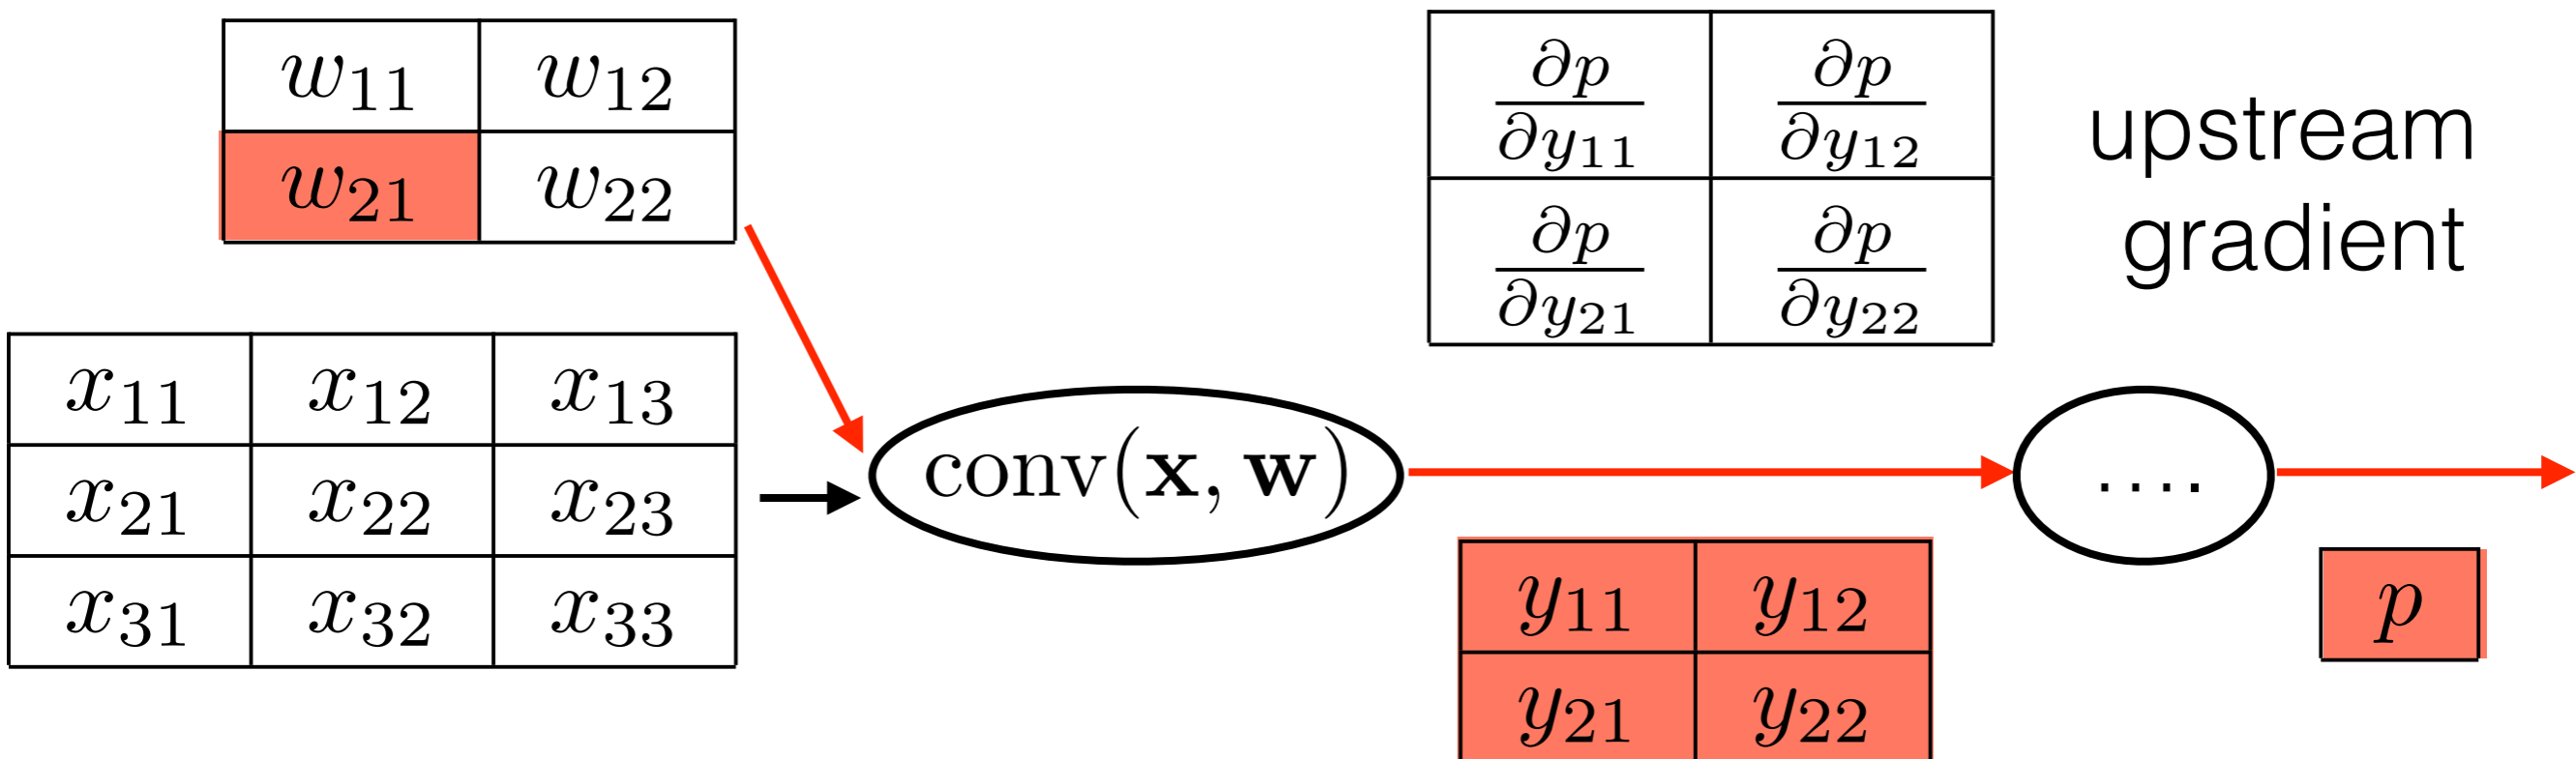 w₁₁ w₁₂
w₂₁ w₂₂
x₁₁ x₁₂ x₁₃
x₂₁ x₂₂ x₂₃
x₃₁ x₃₂ x₃₃
conv(𝐱, 𝐰)
∂p/∂y₁₁ ∂p/∂y₁₂
∂p/∂y₂₁ ∂p/∂y₂₂
upstream
gradient
y₁₁ y₁₂
y₂₁ y₂₂
....
p